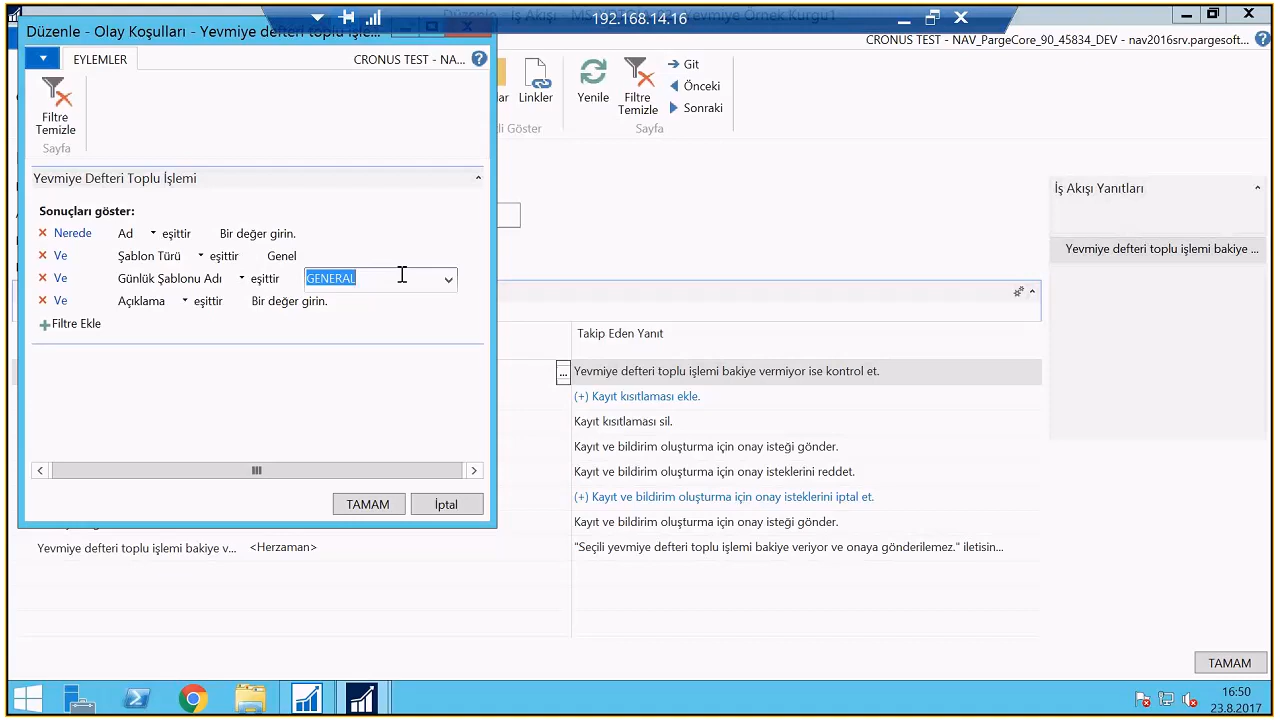 192.168.14.16
Düzenle - İş Akışı
Düzenle - Olay Koşulları - Yevmiye defteri toplu işle...
CRONUS TEST - NAV_PargeCore_90_45834_DEV - nav2016srv.pargesoft...
EYLEMLER
CRONUS TEST - NA...
Filtre
Temizle
Sayfa
Linkler
Göster
Yenile
Filtre
Temizle
Git
Önceki
Sonraki
Sayfa
Yevmiye Defteri Toplu İşlemi
Sonuçları göster:
Nerede Ad eşittir Bir değer girin.
Ve Şablon Türü eşittir Genel
Ve Günlük Şablonu Adı eşittir GENERAL
Ve Açıklama eşittir Bir değer girin.
Filtre Ekle
TAMAM
İptal
İş Akışı Yanıtları
Yevmiye defteri toplu işlemi bakiye ...
Takip Eden Yanıt
... Yevmiye defteri toplu işlemi bakiye vermiyor ise kontrol et.
(+) Kayıt kısıtlaması ekle.
Kayıt kısıtlaması sil.
Kayıt ve bildirim oluşturma için onay isteği gönder.
Kayıt ve bildirim oluşturma için onay isteklerini reddet.
(+) Kayıt ve bildirim oluşturma için onay isteklerini iptal et.
Kayıt ve bildirim oluşturma için onay isteği gönder.
Yevmiye defteri toplu işlemi bakiye v... <Herzaman> "Seçili yevmiye defteri toplu işlemi bakiye veriyor ve onaya gönderilemez." iletisin...
TAMAM
16:50
23.8.2017